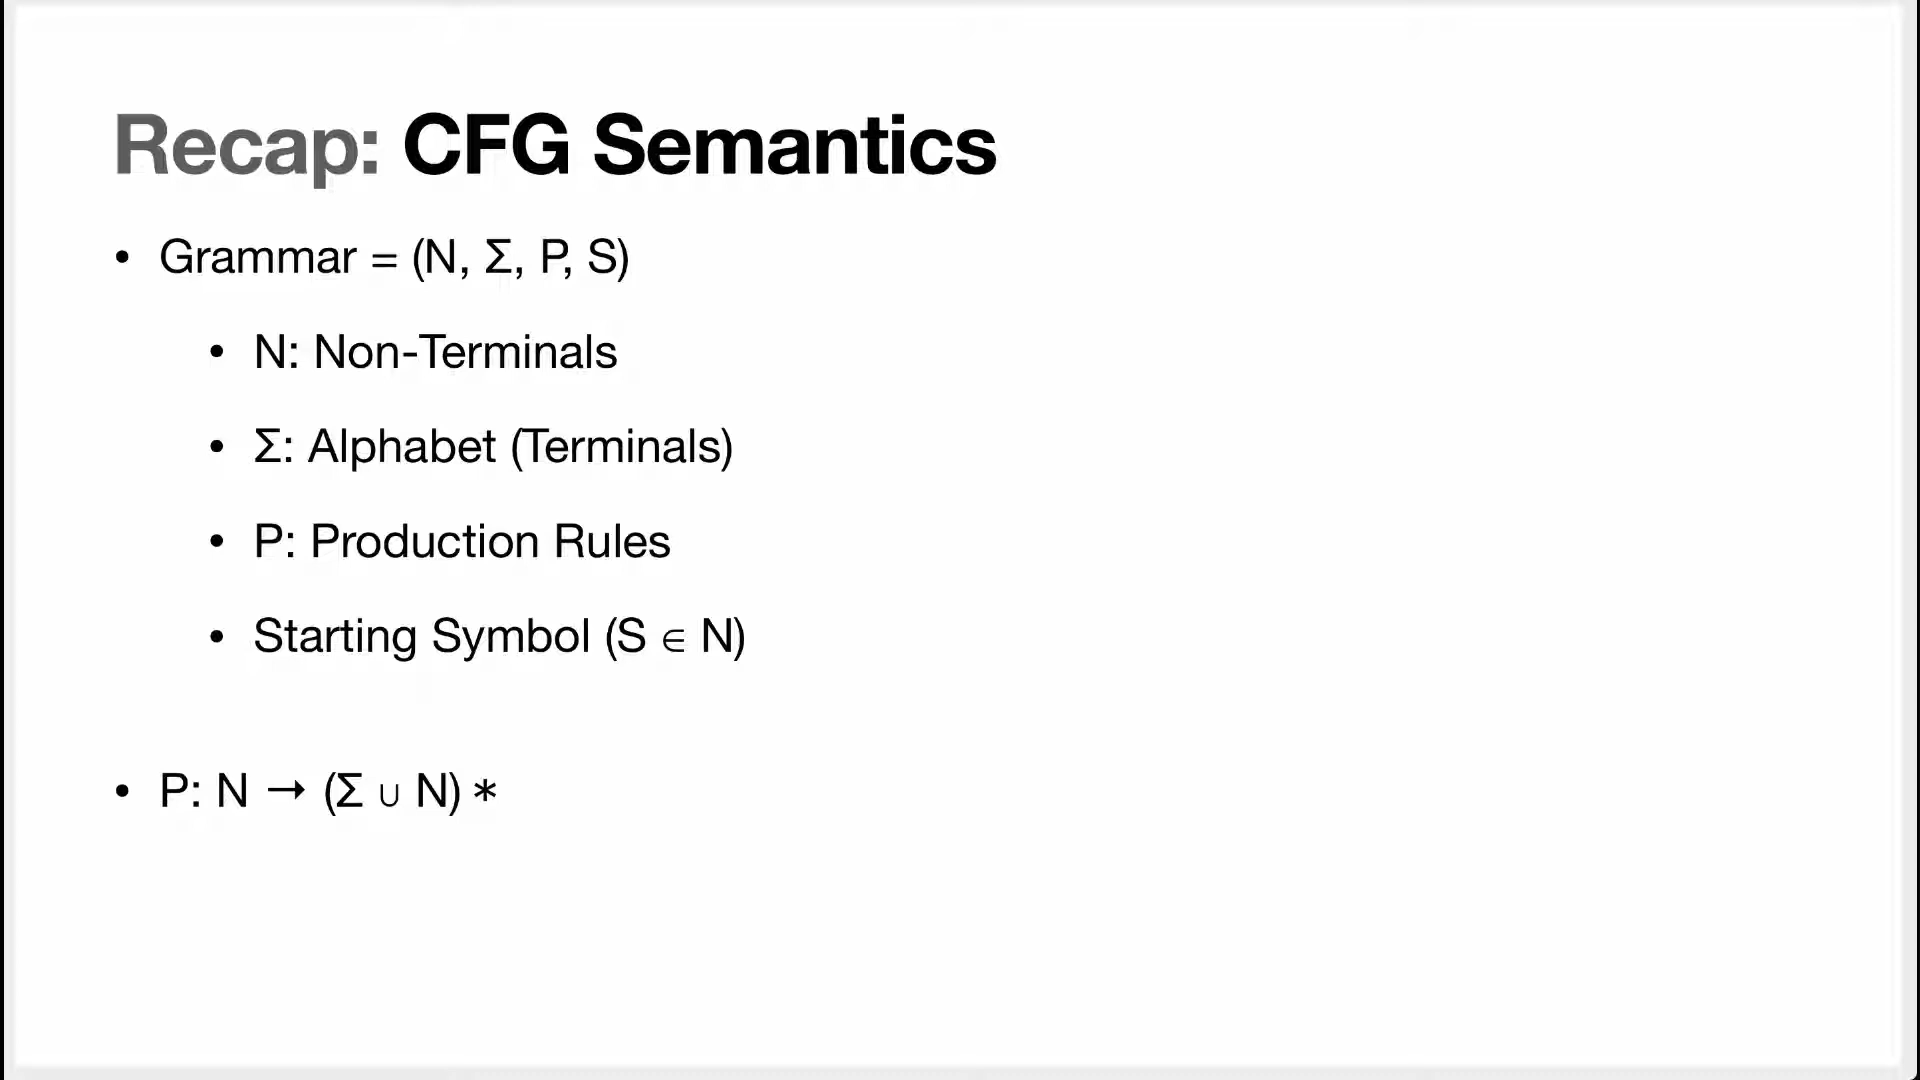 Recap: CFG Semantics
• Grammar = (N, Σ, P, S)
• N: Non-Terminals
• Σ: Alphabet (Terminals)
• P: Production Rules
• Starting Symbol (S ∈ N)
• P: N → (Σ ∪ N) ∗